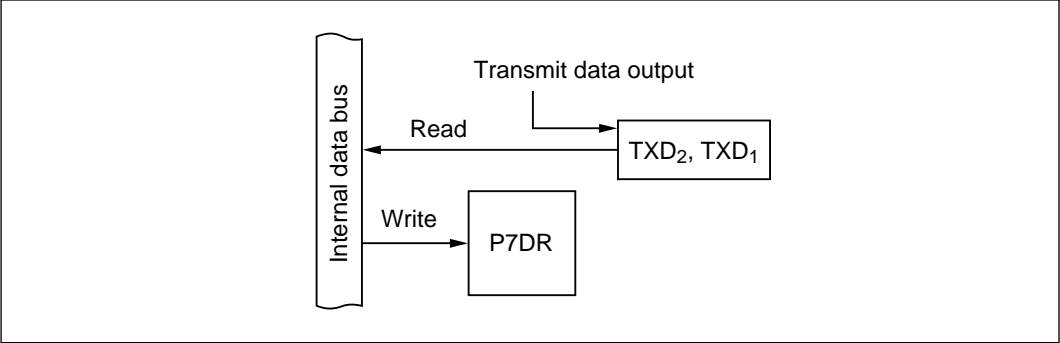 Internal data bus
Transmit data output
Read
TXD₂, TXD₁
Write
P7DR